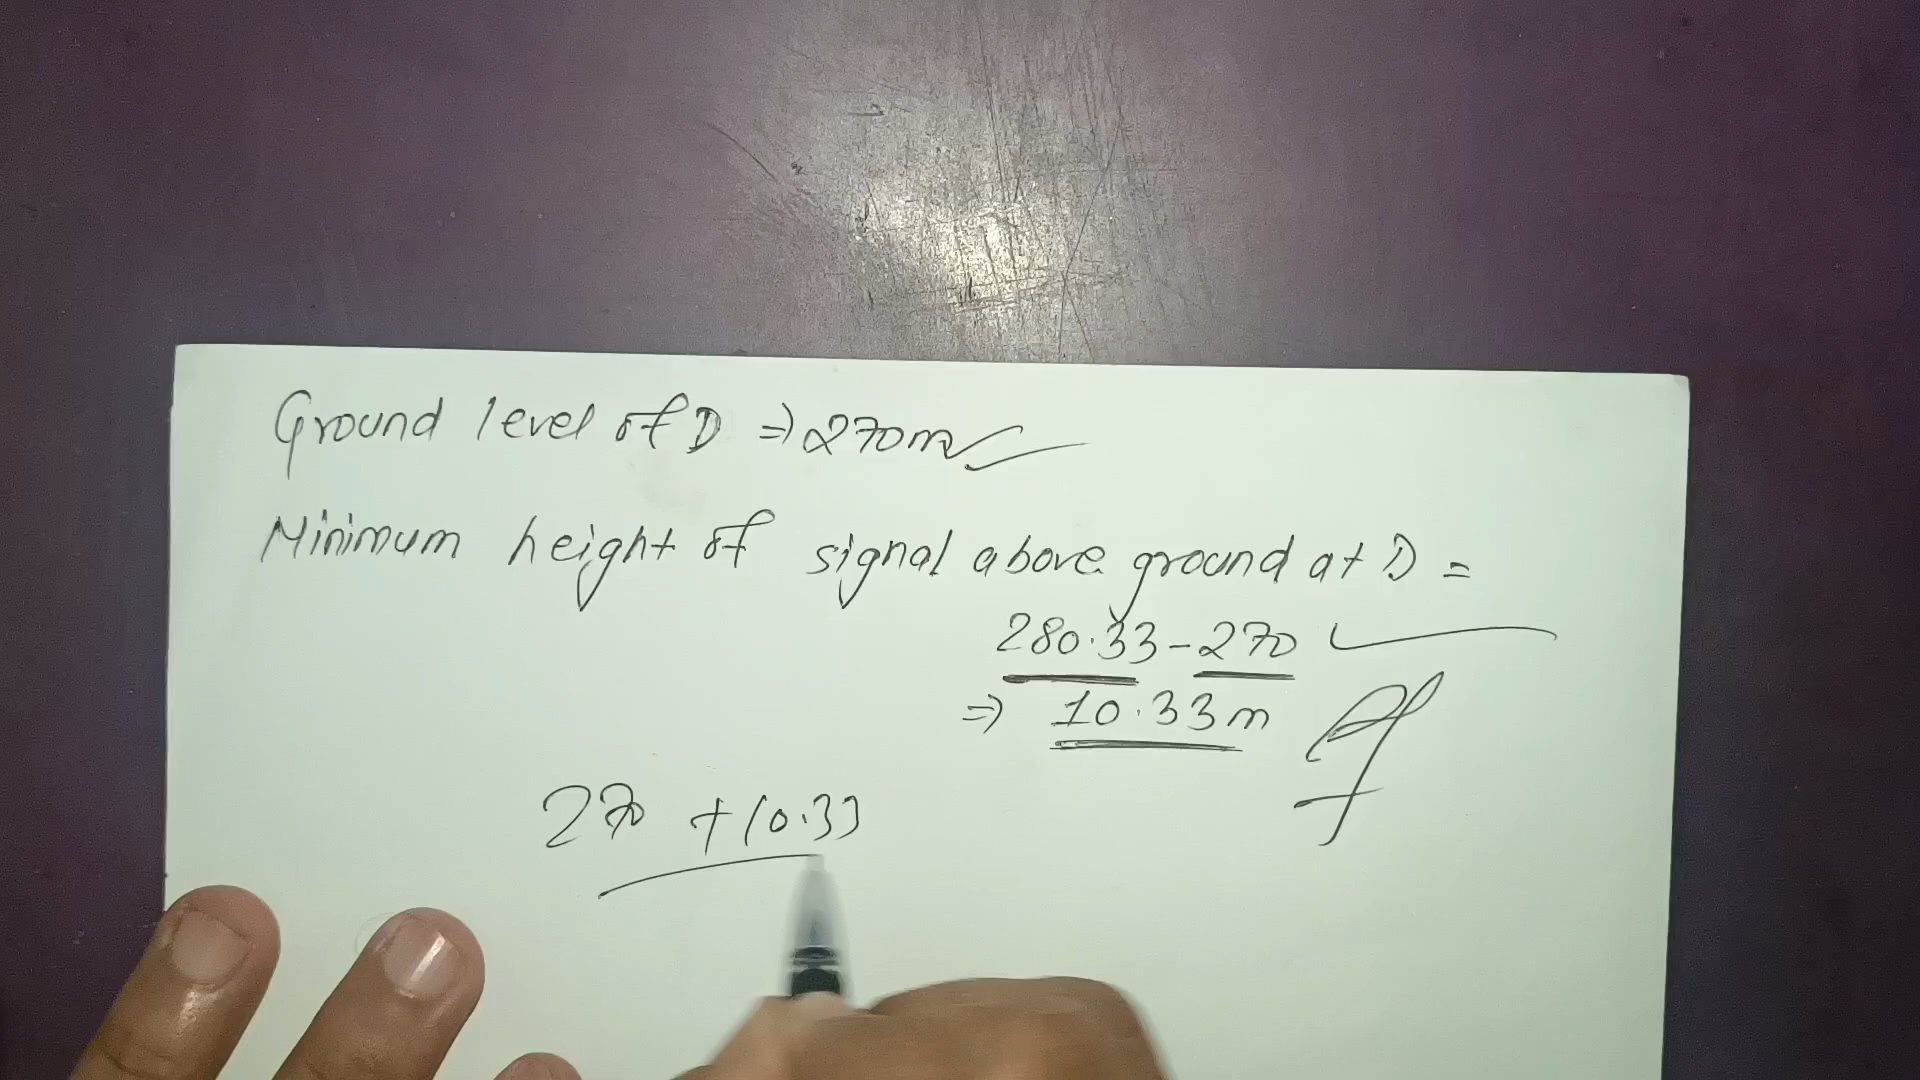 Ground level of D ⇒ 270m
Minimum height of signal above ground at D =
280.33-270
⇒ 10.33m
270 + 10.33